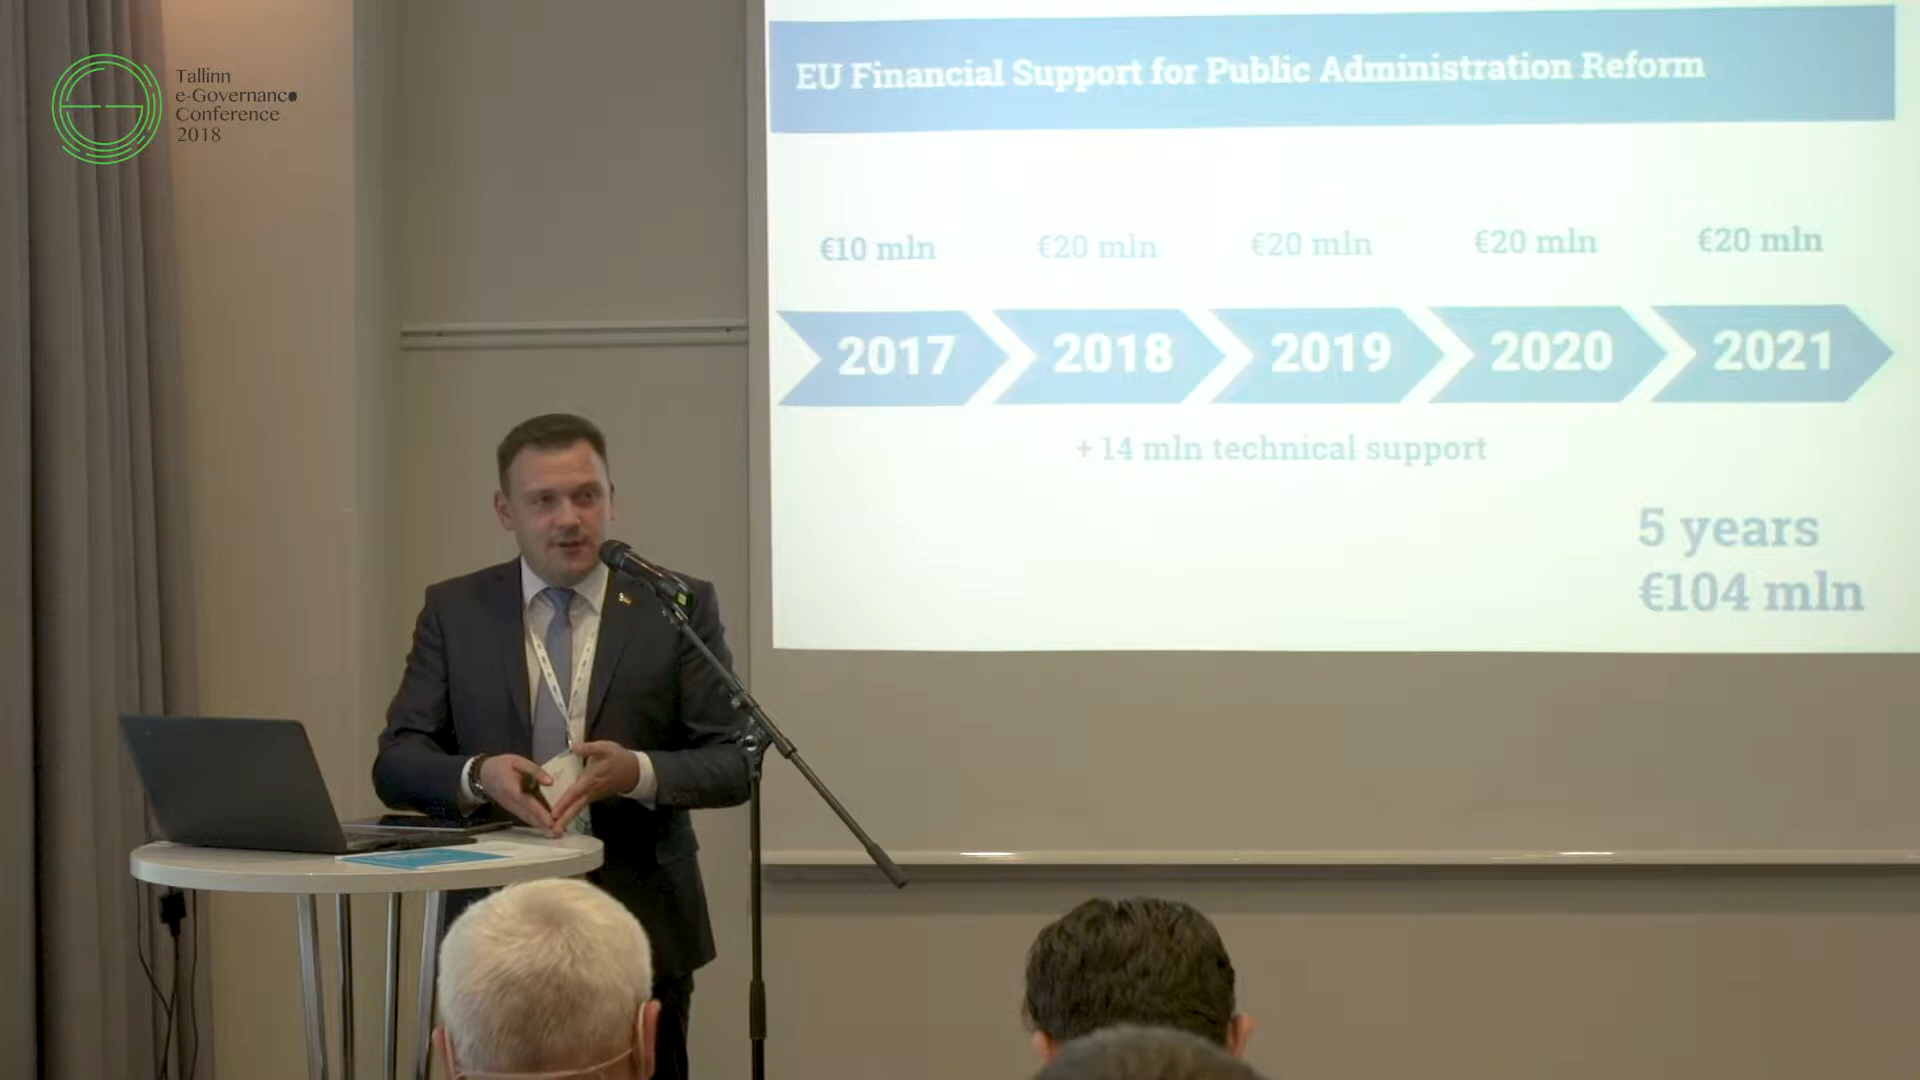 Tallinn
e-Governance
Conference
2018
EU Financial Support for Public Administration Reform
€10 mln
€20 mln
€20 mln
€20 mln
€20 mln
2017
2018
2019
2020
2021
+ 14 mln technical support
5 years
€104 mln